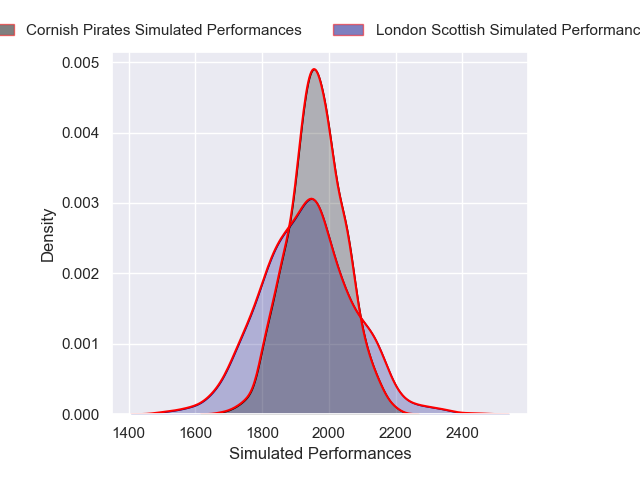 Cornish Pirates Simulated Performances London Scottish Simulated Performanc
0.005
0.004
0.003
0.002
0.001
0.000
Density
1400 1600 1800 2000 2200 2400
Simulated Performances